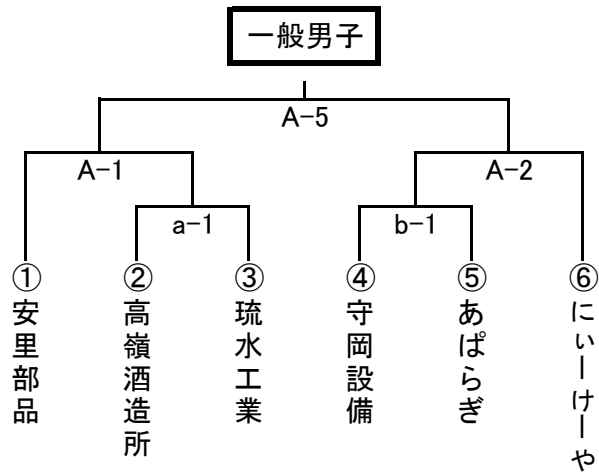 一般男子
A-5
A-1
A-2
a-1
b-1
①安里部品
②高嶺酒造所
③琉水工業
④守岡設備
⑤あぱらぎ
⑥にぃーけーや